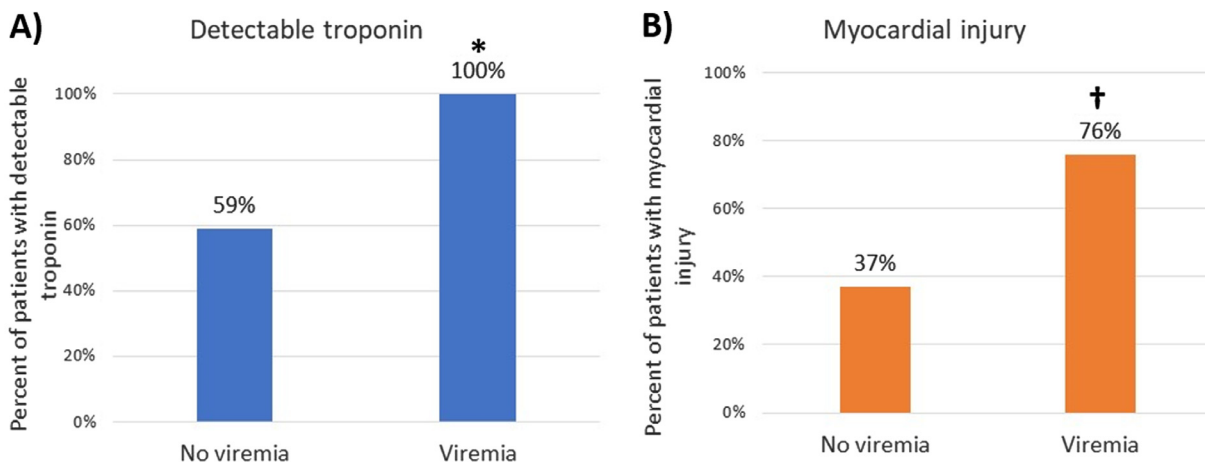 A)
Detectable troponin
Percent of patients with detectable
troponin
100%
80%
60%
40%
20%
0%
59%
*
100%
No viremia
Viremia
B)
Myocardial injury
Percent of patients with myocardial
injury
100%
80%
60%
40%
20%
0%
37%
†
76%
No viremia
Viremia